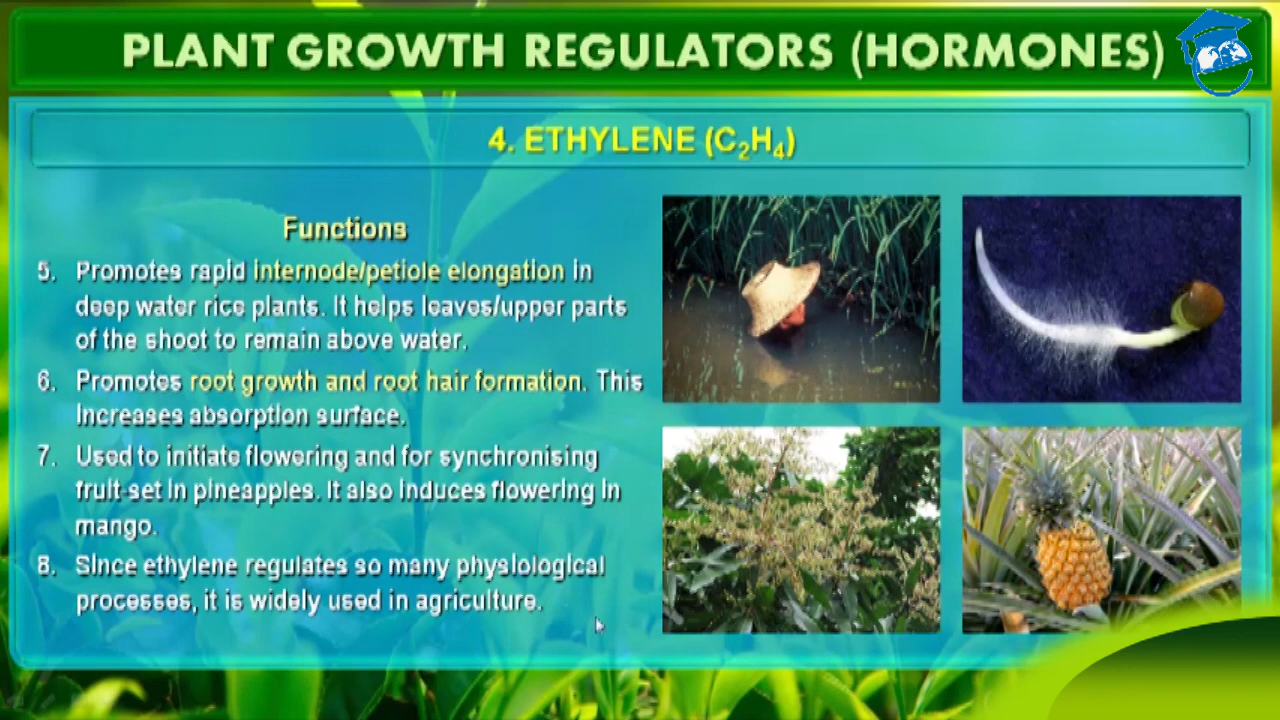 PLANT GROWTH REGULATORS (HORMONES)
4. ETHYLENE (C₂H₄)
Functions
5. Promotes rapid internode/petiole elongation in
deep water rice plants. It helps leaves/upper parts
of the shoot to remain above water.
6. Promotes root growth and root hair formation. This
increases absorption surface.
7. Used to initiate flowering and for synchronising
fruit-set in pineapples. It also induces flowering in
mango.
8. Since ethylene regulates so many physiological
processes, it is widely used in agriculture.